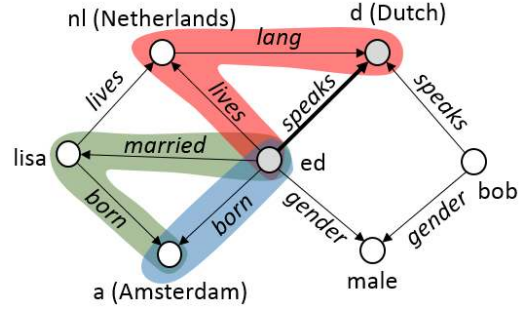 nl (Netherlands)
d (Dutch)
lang
lives
lives
speaks
speaks
married
lisa
ed
bob
born
born
gender
gender
male
a (Amsterdam)